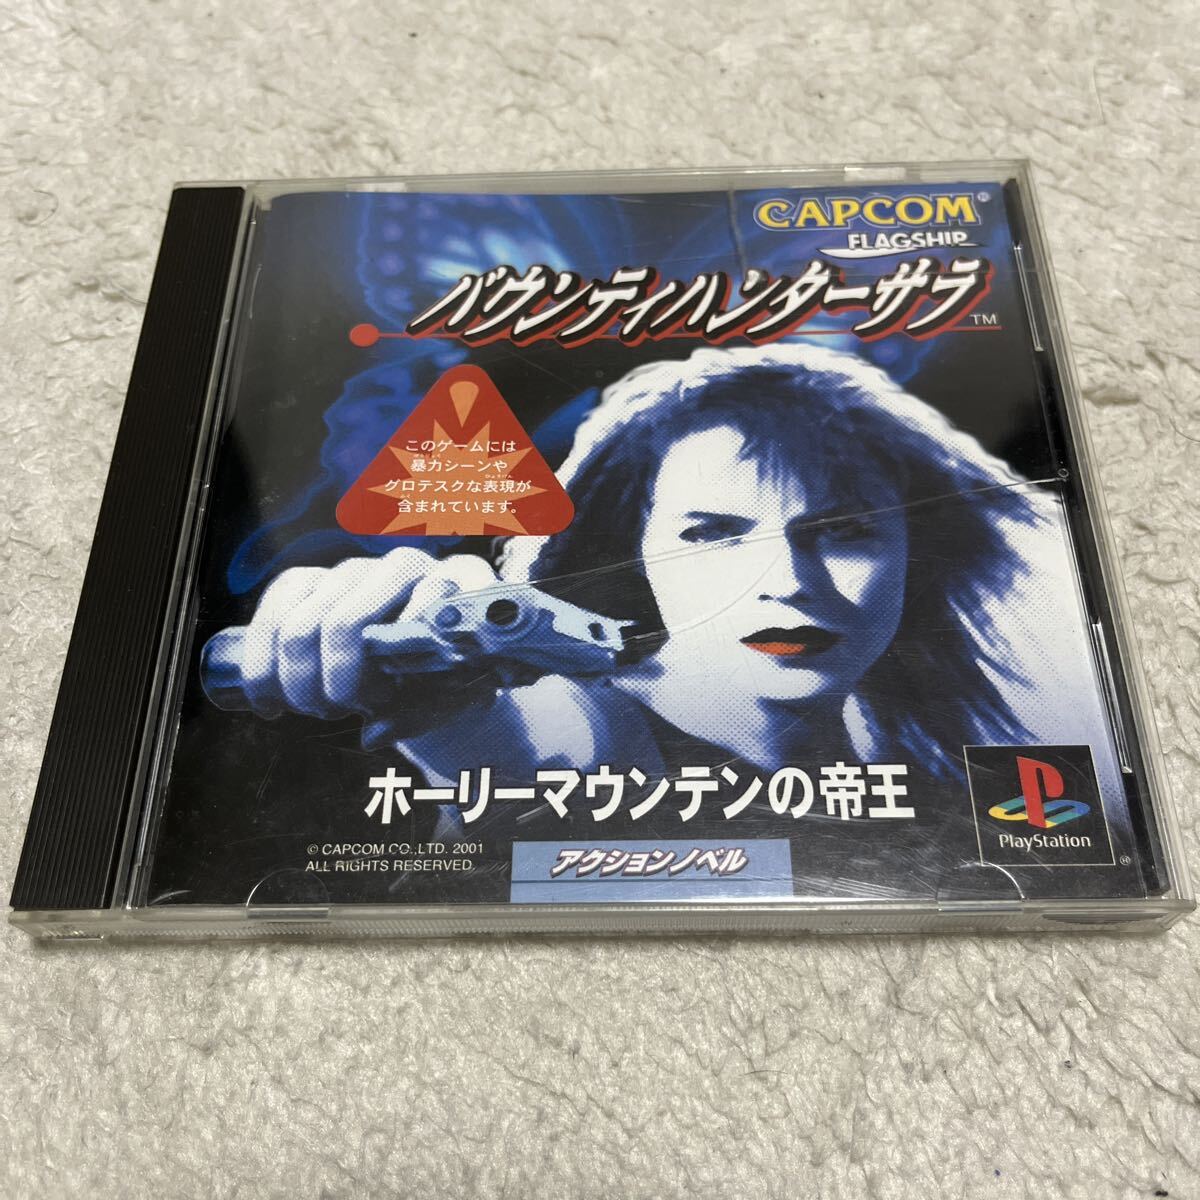 CAPCOM®
FLAGSHIP
バウンティハンターサラ
TM
このゲームには
暴力シーンや
グロテスクな表現が
含まれています。
ホーリーマウンテンの帝王
© CAPCOM CO.,LTD. 2001
ALL RIGHTS RESERVED.
アクションノベル
PlayStation
®